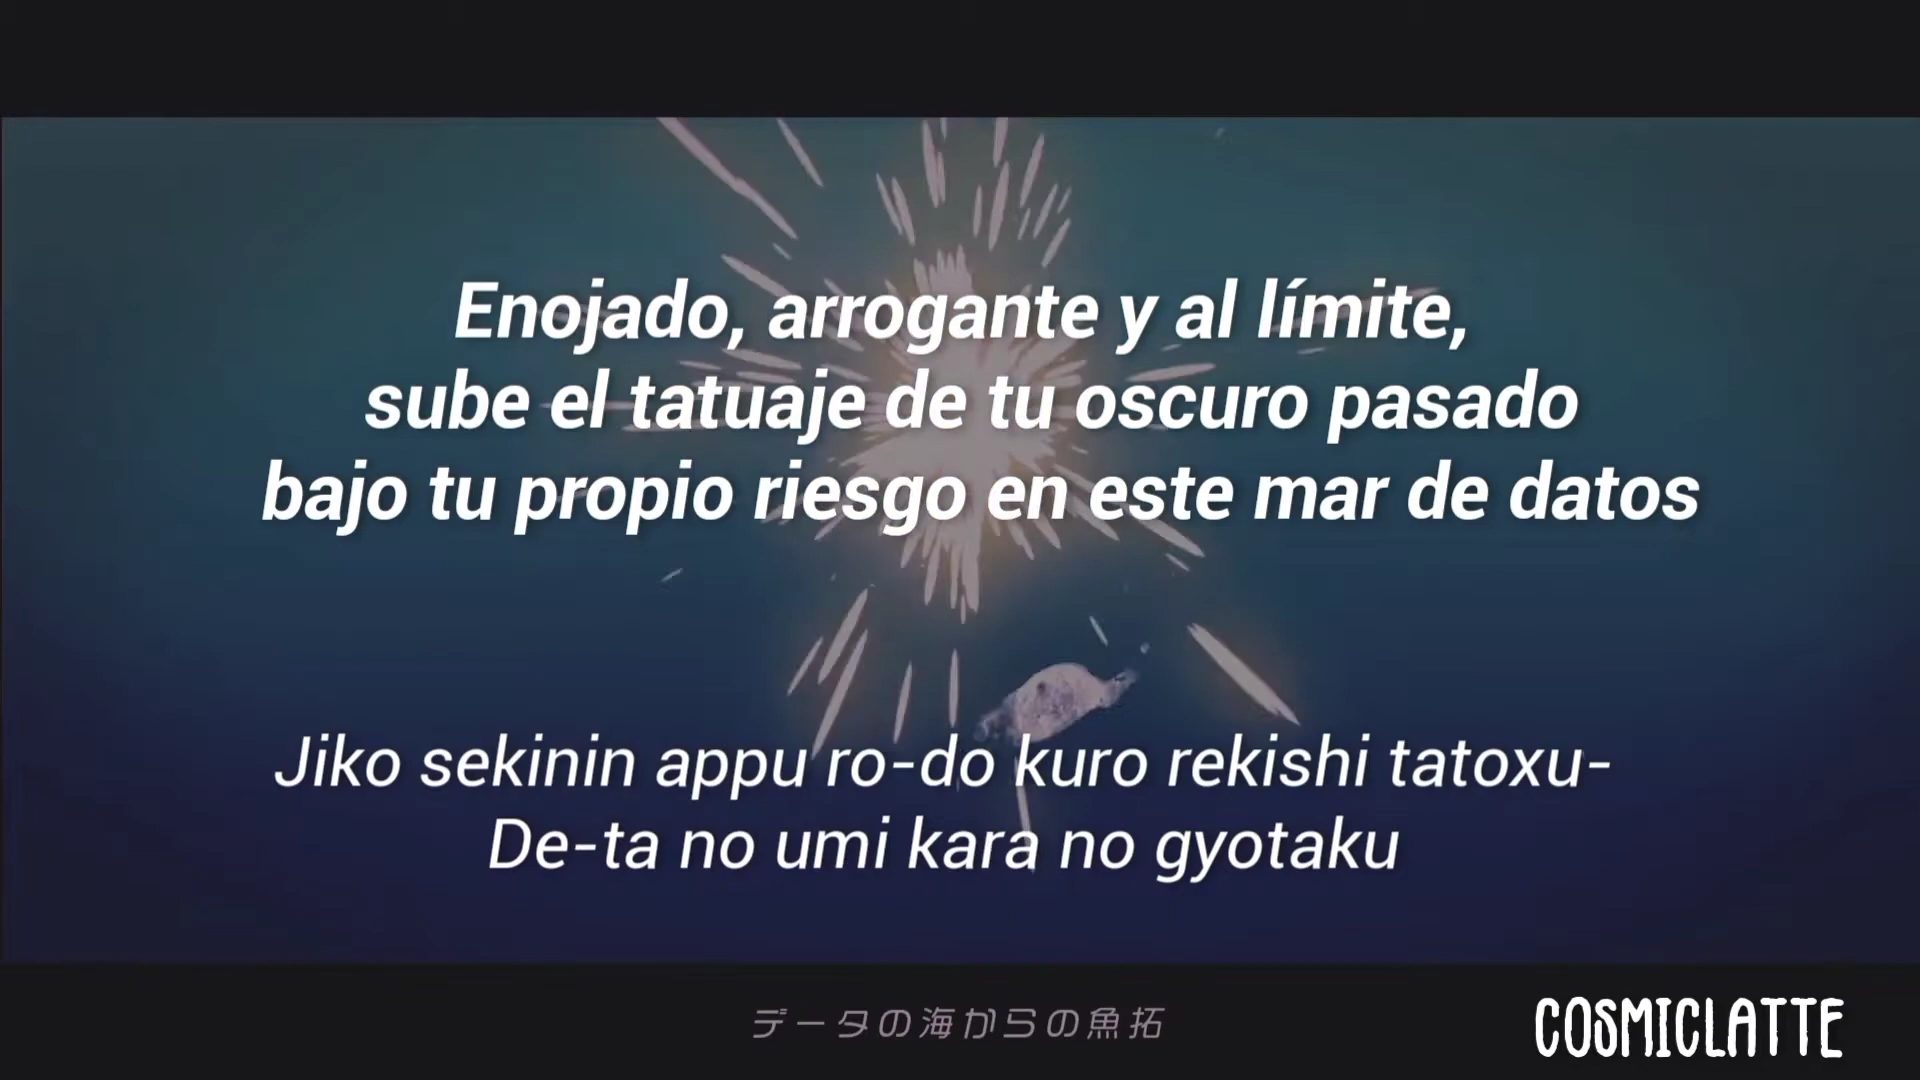 Enojado, arrogante y al límite,
sube el tatuaje de tu oscuro pasado
bajo tu propio riesgo en este mar de datos
Jiko sekinin appu ro-do kuro rekishi tatoxu-
De-ta no umi kara no gyotaku
データの海からの魚拓
COSMICLATTE